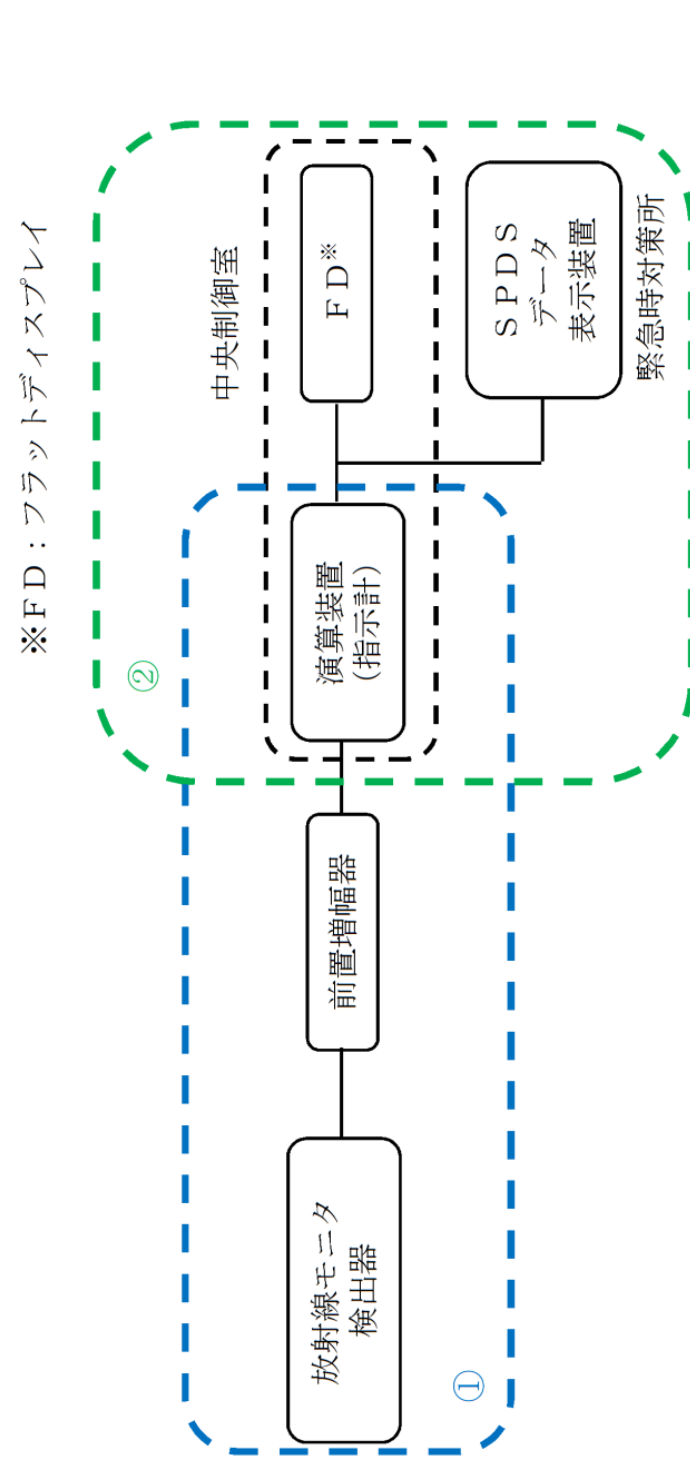 ※FD：フラットディスプレイ
②
中央制御室
放射線モニタ
検出器
前置増幅器
演算装置
(指示計)
FD※
SPDS
データ
表示装置
緊急時対策所
①